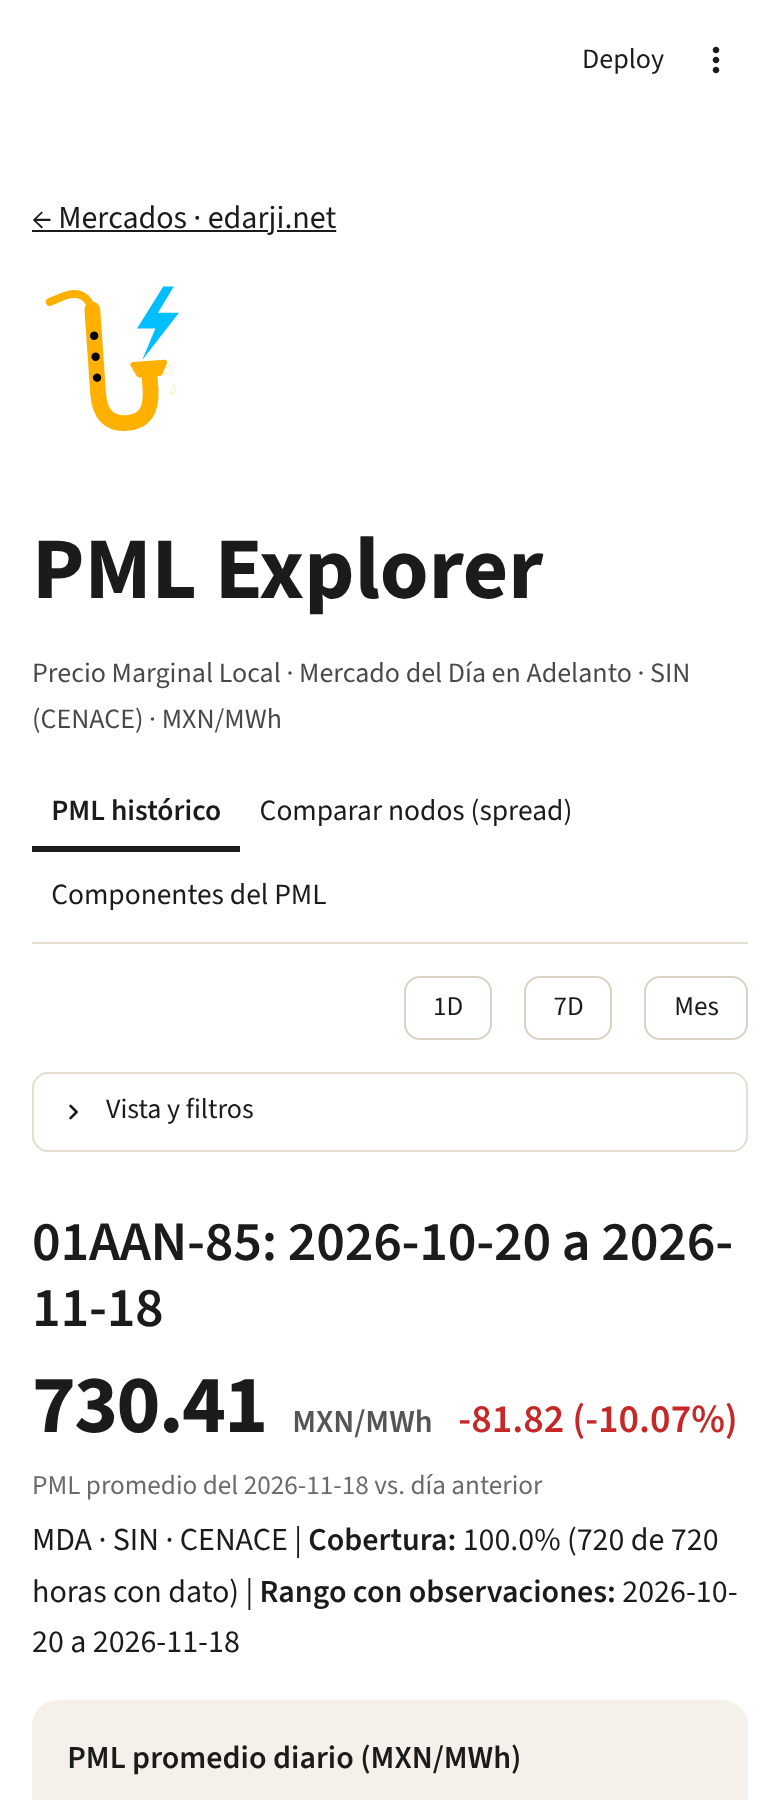 Deploy
← Mercados · edarji.net
PML Explorer
Precio Marginal Local · Mercado del Día en Adelanto · SIN
(CENACE) · MXN/MWh
PML histórico Comparar nodos (spread)
Componentes del PML
1D 7D Mes
Vista y filtros
01AAN-85: 2026-10-20 a 2026-
11-18
730.41 MXN/MWh -81.82 (-10.07%)
PML promedio del 2026-11-18 vs. día anterior
MDA · SIN · CENACE | Cobertura: 100.0% (720 de 720
horas con dato) | Rango con observaciones: 2026-10-
20 a 2026-11-18
PML promedio diario (MXN/MWh)